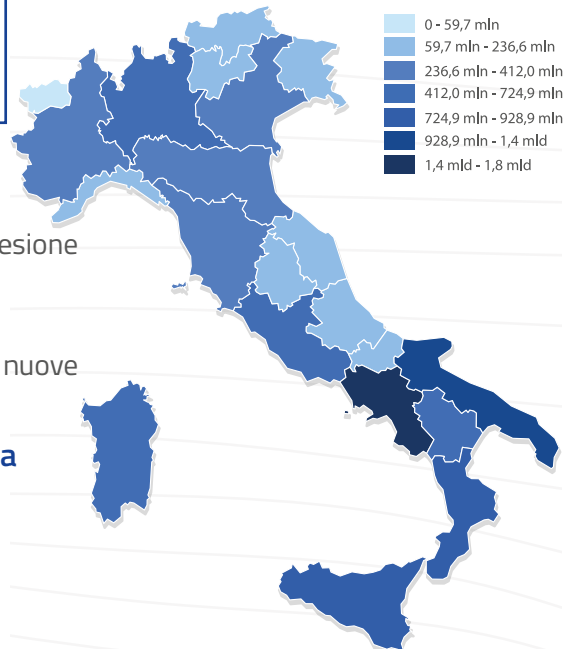 0 - 59,7 mln
59,7 mln - 236,6 mln
236,6 mln - 412,0 mln
412,0 mln - 724,9 mln
724,9 mln - 928,9 mln
928,9 mln - 1,4 mld
1,4 mld - 1,8 mld
esione
nuove
a